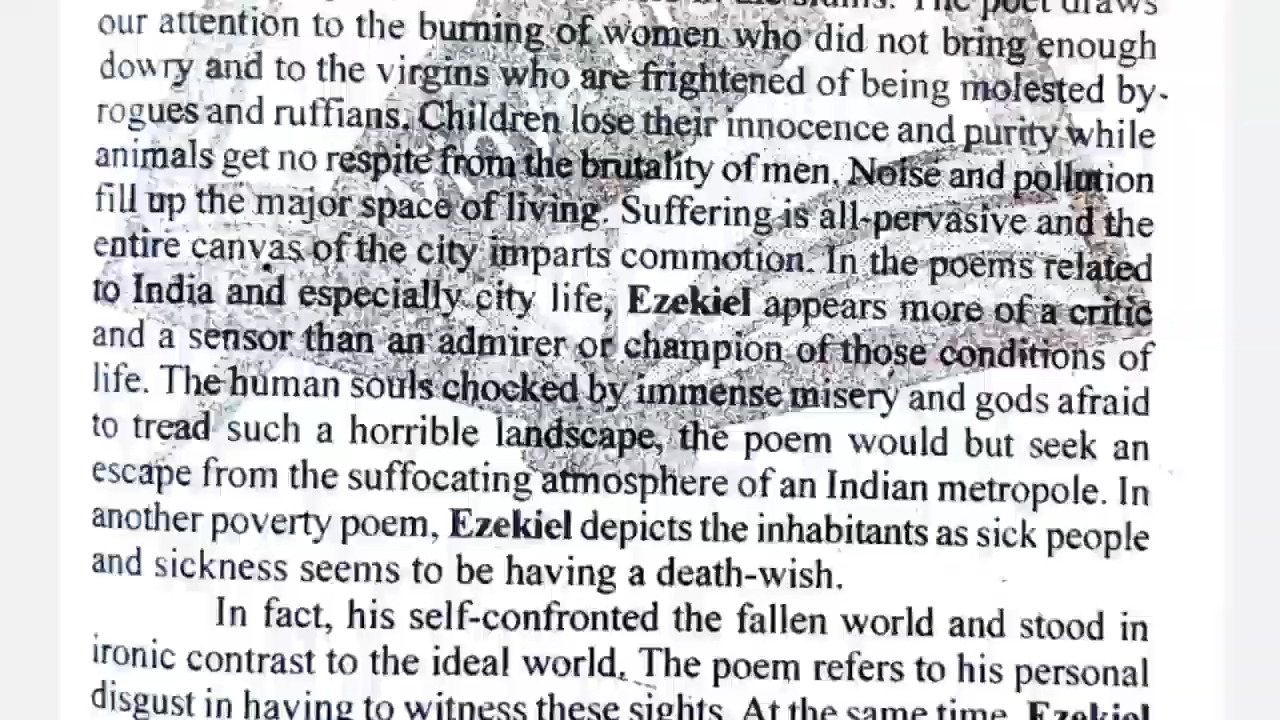 in the slums. The poet draws
our attention to the burning of women who did not bring enough
dowry and to the virgins who are frightened of being molested by
rogues and ruffians. Children lose their innocence and purity while
animals get no respite from the brutality of men. Noise and pollution
fill up the major space of living. Suffering is all-pervasive and the
entire canvas of the city imparts commotion. In the poems related
to India and especially city life, Ezekiel appears more of a critic
and a sensor than an admirer or champion of those conditions of
life. The human souls chocked by immense misery and gods afraid
to tread such a horrible landscape, the poem would but seek an
escape from the suffocating atmosphere of an Indian metropole. In
another poverty poem, Ezekiel depicts the inhabitants as sick people
and sickness seems to be having a death-wish.
In fact, his self-confronted the fallen world and stood in
ironic contrast to the ideal world. The poem refers to his personal
disgust in having to witness these sights. At the same time, Ezekiel